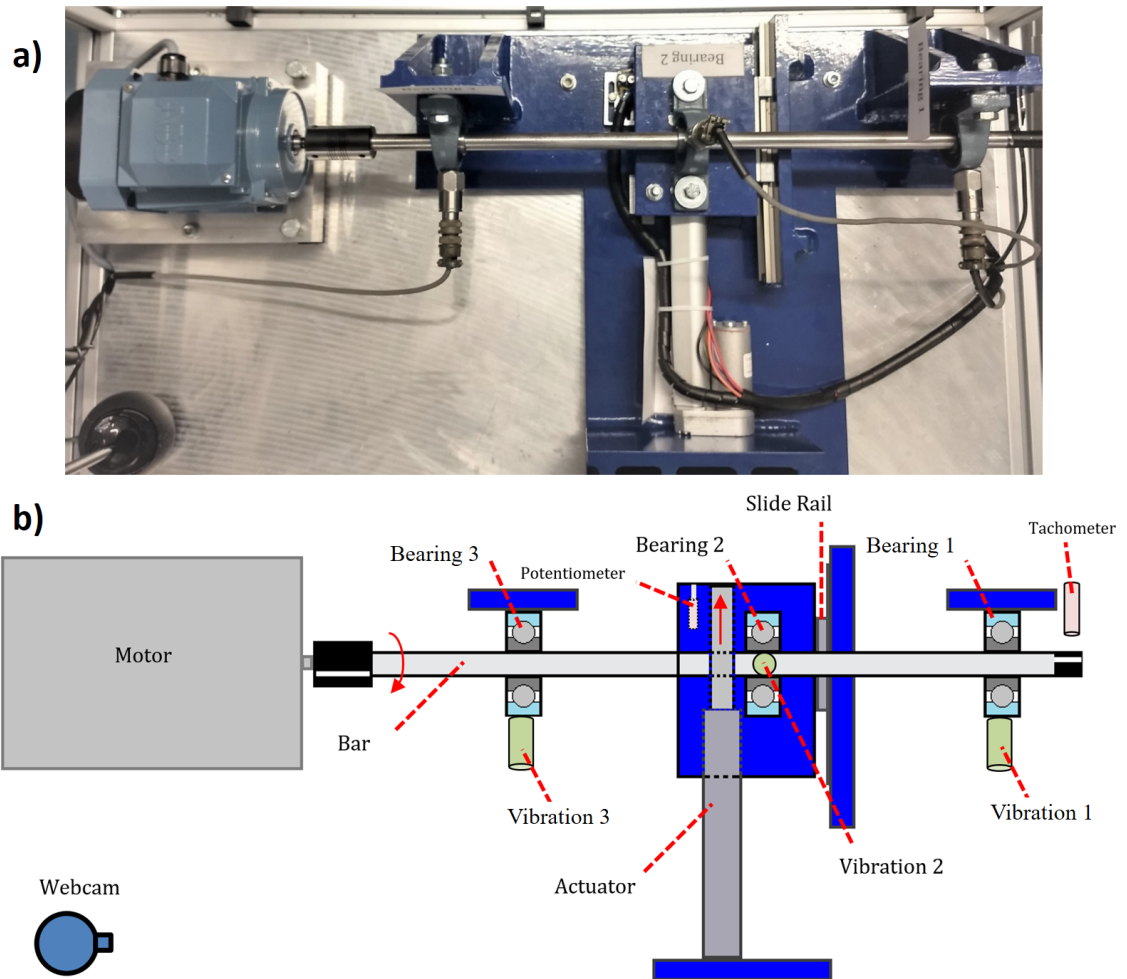 a)
Bearing 2
Bearing 1
b)
Slide Rail
Tachometer
Bearing 3
Bearing 2
Bearing 1
Potentiometer
Motor
Bar
Vibration 3
Vibration 1
Vibration 2
Actuator
Webcam